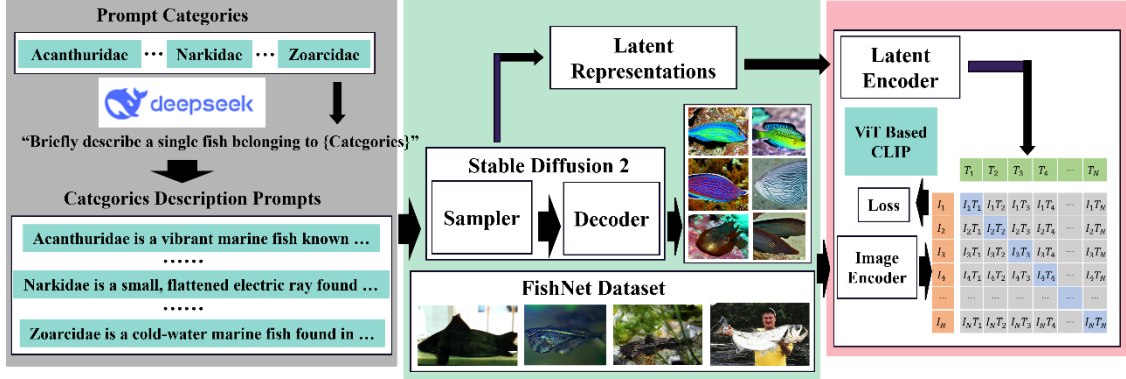 Prompt Categories
Acanthuridae ... Narkidae ... Zoarcidae
deepseek
“Briefly describe a single fish belonging to {Categories}”
Categories Description Prompts
Acanthuridae is a vibrant marine fish known ...
......
Narkidae is a small, flattened electric ray found ...
......
Zoarcidae is a cold-water marine fish found in ...
Latent
Representations
Stable Diffusion 2
Sampler
Decoder
FishNet Dataset
Latent
Encoder
ViT Based
CLIP
Loss
Image
Encoder
T1 T2 T3 T4 ... TN
I1 I1T1 I1T2 I1T3 I1T4 ... I1TN
I2 I2T1 I2T2 I2T3 I2T4 ... I2TN
I3 I3T1 I3T2 I3T3 I3T4 ... I3TN
I4 I4T1 I4T2 I4T3 I4T4 ... I4TN
... ... ... ... ... ... ...
IN INT1 INT2 INT3 INT4 ... INTN